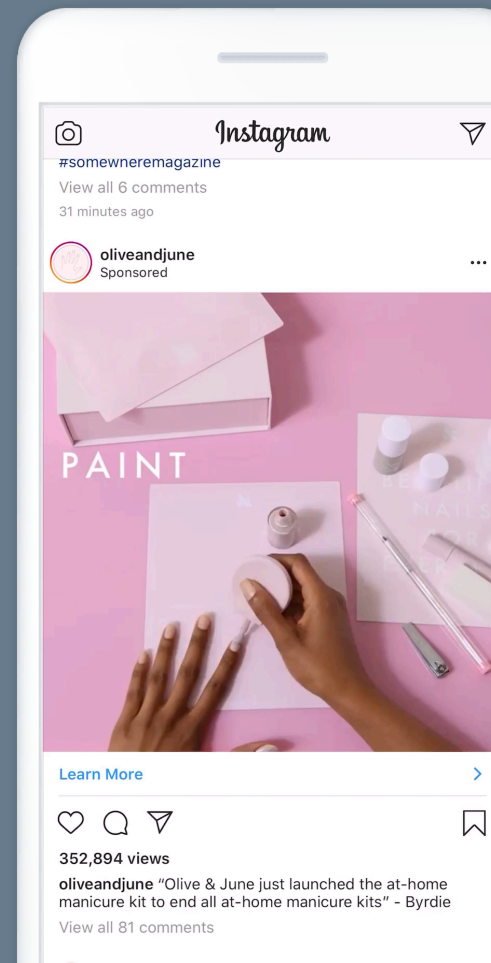 Instagram
#somewheremagazine
View all 6 comments
31 minutes ago
oliveandjune
Sponsored
...
PAINT
NAILS
Learn More
352,894 views
oliveandjune “Olive & June just launched the at-home
manicure kit to end all at-home manicure kits” - Byrdie
View all 81 comments